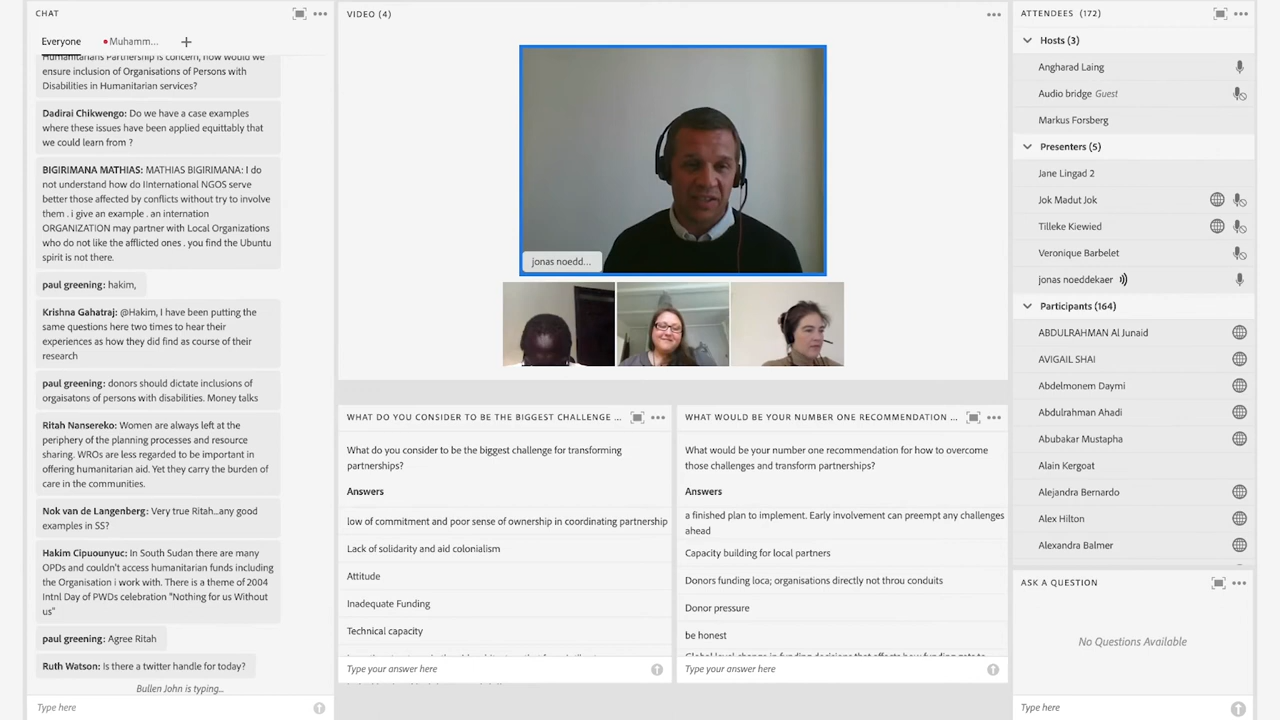 CHAT
Everyone
Muhamm...
Humanitarians Partnership is concern, how would we
ensure inclusion of Organisations of Persons with
Disabilities in Humanitarian services?
Dadirai Chikwengo: Do we have a case examples
where these issues have been applied equittably that
we could learn from ?
BIGIRIMANA MATHIAS: MATHIAS BIGIRIMANA: I do
not understand how do IInternational NGOS serve
better those affected by conflicts without try to involve
them . i give an example . an internation
ORGANIZATION may partner with Local Organizations
who do not like the afflicted ones . you find the Ubuntu
spirit is not there.
paul greening: hakim,
Krishna Gahatraj: @Hakim, I have been putting the
same questions here two times to hear their
experiences as how they did find as course of their
research
paul greening: donors should dictate inclusions of
orgaisatons of persons with disabilities. Money talks
Ritah Nansereko: Women are always left at the
periphery of the planning processes and resource
sharing. WROs are less regarded to be important in
offering humanitarian aid. Yet they carry the burden of
care in the communities.
Nok van de Langenberg: Very true Ritah...any good
examples in SS?
Hakim Cipuounyuc: In South Sudan there are many
OPDs and couldn't access humanitarian funds including
the Organisation i work with. There is a theme of 2004
Intnl Day of PWDs celebration "Nothing for us Without
us"
paul greening: Agree Ritah
Ruth Watson: Is there a twitter handle for today?
Bullen John is typing...
Type here
VIDEO (4)
jonas noedd...
WHAT DO YOU CONSIDER TO BE THE BIGGEST CHALLENGE ...
What do you consider to be the biggest challenge for transforming
partnerships?
Answers
low of commitment and poor sense of ownership in coordinating partnership
Lack of solidarity and aid colonialism
Attitude
Inadequate Funding
Technical capacity
Type your answer here
WHAT WOULD BE YOUR NUMBER ONE RECOMMENDATION ...
What would be your number one recommendation for how to overcome
those challenges and transform partnerships?
Answers
a finished plan to implement. Early involvement can preempt any challenges
ahead
Capacity building for local partners
Donors funding loca; organisations directly not throu conduits
Donor pressure
be honest
Global level change in funding decisions that affects how funding gets to
Type your answer here
ATTENDEES (172)
Hosts (3)
Angharad Laing
Audio bridge Guest
Markus Forsberg
Presenters (5)
Jane Lingad 2
Jok Madut Jok
Tilleke Kiewied
Veronique Barbelet
jonas noeddekaer
Participants (164)
ABDULRAHMAN Al Junaid
AVIGAIL SHAI
Abdelmonem Daymi
Abdulrahman Ahadi
Abubakar Mustapha
Alain Kergoat
Alejandra Bernardo
Alex Hilton
Alexandra Balmer
ASK A QUESTION
No Questions Available
Type here